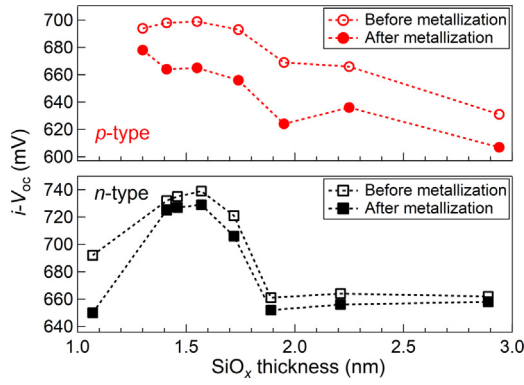 700
680
660
640
620
600
Before metallization
After metallization
p-type
i-Voc (mV)
740
720
700
680
660
640
n-type
Before metallization
After metallization
1.0
1.5
2.0
2.5
3.0
SiOx thickness (nm)